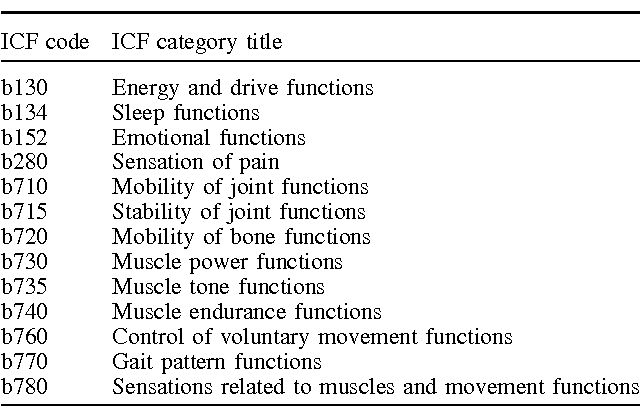 ICF code ICF category title
b130 Energy and drive functions
b134 Sleep functions
b152 Emotional functions
b280 Sensation of pain
b710 Mobility of joint functions
b715 Stability of joint functions
b720 Mobility of bone functions
b730 Muscle power functions
b735 Muscle tone functions
b740 Muscle endurance functions
b760 Control of voluntary movement functions
b770 Gait pattern functions
b780 Sensations related to muscles and movement functions